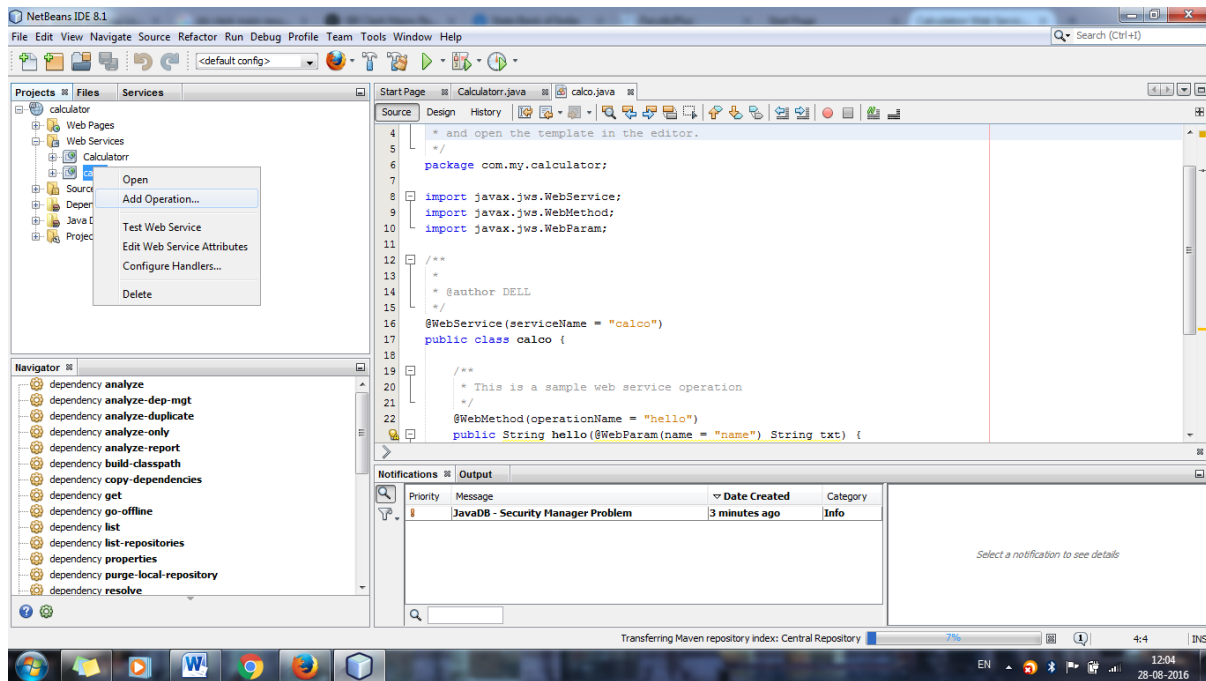 NetBeans IDE 8.1
File Edit View Navigate Source Refactor Run Debug Profile Team Tools Window Help
Search (Ctrl+I)
<default config>
Projects Files Services
calculator
Web Pages
Web Services
Calculatorr
Open
Add Operation...
Test Web Service
Edit Web Service Attributes
Configure Handlers...
Delete
Navigator
dependency analyze
dependency analyze-dep-mgt
dependency analyze-duplicate
dependency analyze-only
dependency analyze-report
dependency build-classpath
dependency copy-dependencies
dependency get
dependency go-offline
dependency list
dependency list-repositories
dependency properties
dependency purge-local-repository
dependency resolve
Start Page Calculatorr.java calco.java
Source Design History
4 * and open the template in the editor.
5 */
6 package com.my.calculator;
7
8 import javax.jws.WebService;
9 import javax.jws.WebMethod;
10 import javax.jws.WebParam;
11
12 /**
13 *
14 * @author DELL
15 */
16 @WebService(serviceName = "calco")
17 public class calco {
18
19 /**
20 * This is a sample web service operation
21 */
22 @WebMethod(operationName = "hello")
public String hello(@WebParam(name = "name") String txt) {
Notifications Output
Priority Message Date Created Category
JavaDB - Security Manager Problem 3 minutes ago Info
Select a notification to see details
Transferring Maven repository index: Central Repository 7% 1 4:4 INS
EN 12:04
28-08-2016